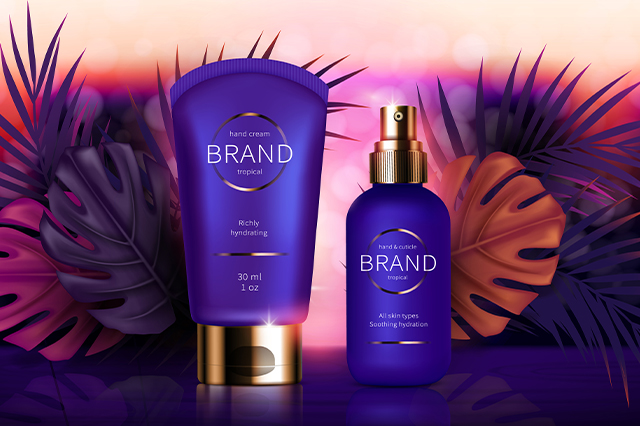 hand cream
BRAND
tropical
Richly
hyndrating
30 ml
1 oz
hand & cuticle
BRAND
tropical
All skin types
Soothing hydration